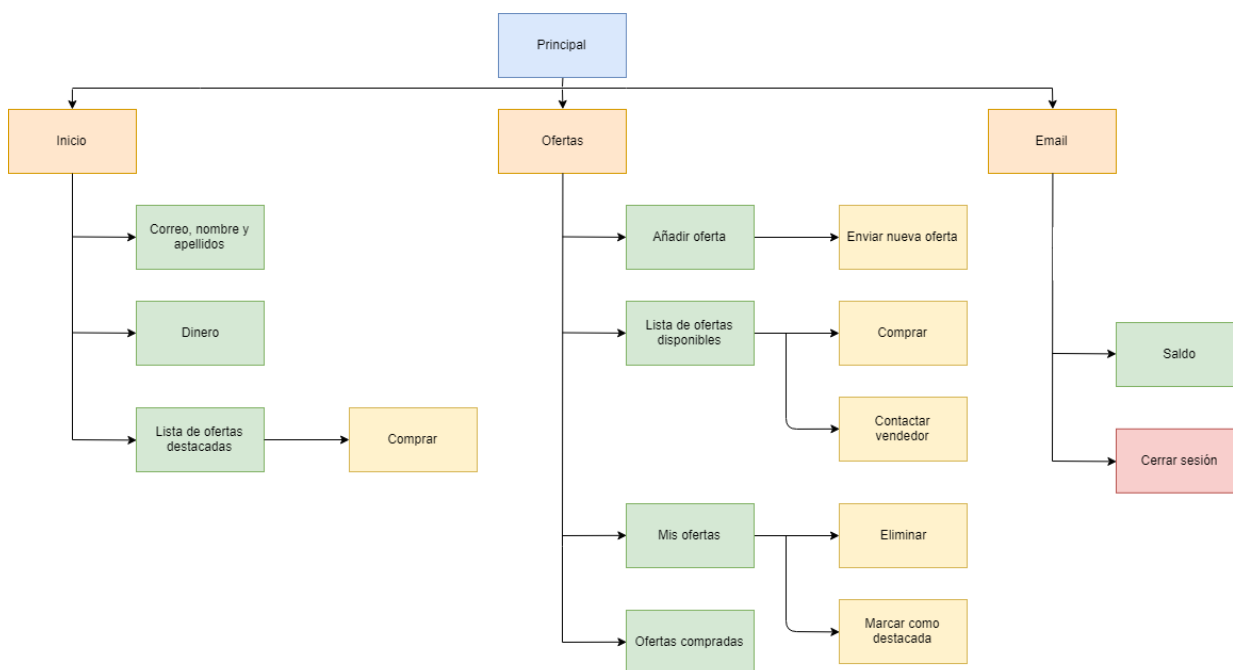 Principal
Inicio
Ofertas
Email
Correo, nombre y
apellidos
Añadir oferta
Enviar nueva oferta
Dinero
Lista de ofertas
disponibles
Comprar
Saldo
Lista de ofertas
destacadas
Comprar
Contactar
vendedor
Cerrar sesión
Mis ofertas
Eliminar
Ofertas compradas
Marcar como
destacada